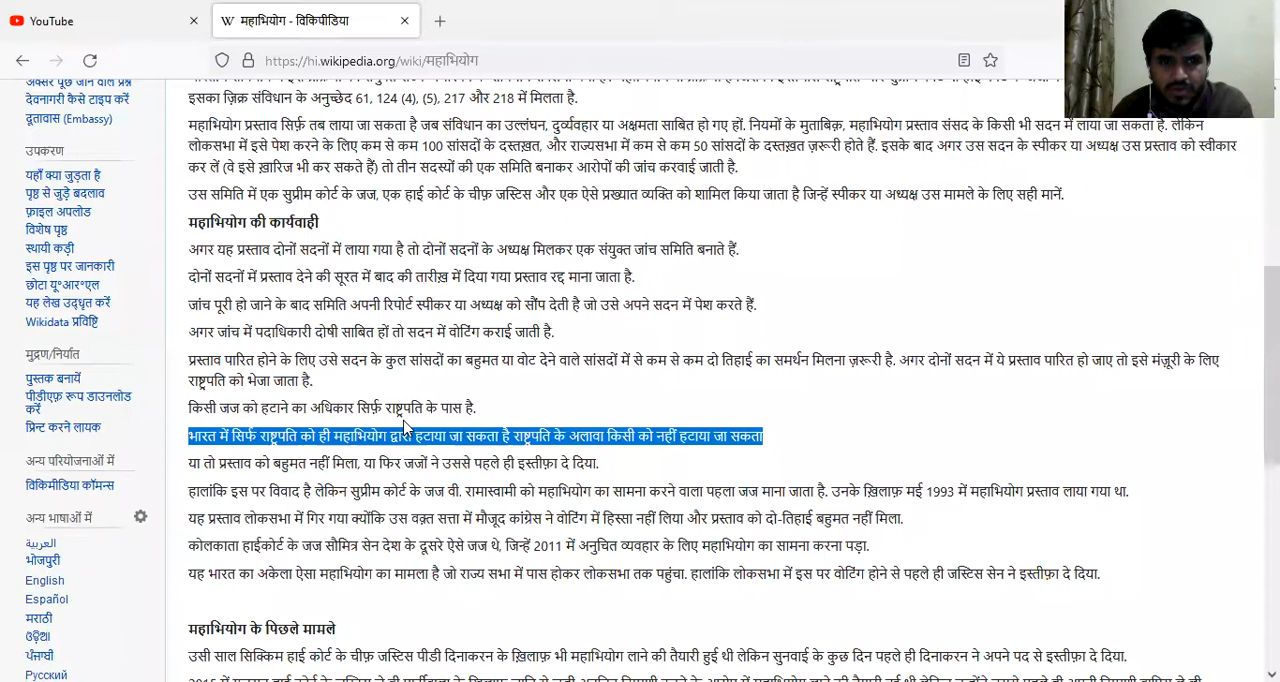 YouTube
W महाभियोग - विकिपीडिया
https://hi.wikipedia.org/wiki/महाभियोग
अक्सर पूछे जाने वाले प्रश्न
देवनागरी कैसे टाइप करें
दूतावास (Embassy)
उपकरण
यहाँ क्या जुड़ता है
पृष्ठ से जुड़े बदलाव
फ़ाइल अपलोड
विशेष पृष्ठ
स्थायी कड़ी
इस पृष्ठ पर जानकारी
छोटा यू॰आर॰एल
यह लेख उद्धृत करें
Wikidata प्रविष्टि
मुद्रण/निर्यात
पुस्तक बनायें
पीडीएफ़ रूप डाउनलोड
करें
प्रिन्ट करने लायक
अन्य परियोजनाओं में
विकिमीडिया कॉमन्स
अन्य भाषाओं में
العربية
भोजपुरी
English
Español
मराठी
ଓଡ଼ିଆ
ਪੰਜਾਬੀ
Русский
इसका ज़िक्र संविधान के अनुच्छेद 61, 124 (4), (5), 217 और 218 में मिलता है.
महाभियोग प्रस्ताव सिर्फ़ तब लाया जा सकता है जब संविधान का उल्लंघन, दुर्व्यवहार या अक्षमता साबित हो गए हों. नियमों के मुताबिक़, महाभियोग प्रस्ताव संसद के किसी भी सदन में लाया जा सकता है. लेकिन
लोकसभा में इसे पेश करने के लिए कम से कम 100 सांसदों के दस्तख़त, और राज्यसभा में कम से कम 50 सांसदों के दस्तख़त ज़रूरी होते हैं. इसके बाद अगर उस सदन के स्पीकर या अध्यक्ष उस प्रस्ताव को स्वीकार
कर लें (वे इसे ख़ारिज भी कर सकते हैं) तो तीन सदस्यों की एक समिति बनाकर आरोपों की जांच करवाई जाती है.
उस समिति में एक सुप्रीम कोर्ट के जज, एक हाई कोर्ट के चीफ़ जस्टिस और एक ऐसे प्रख्यात व्यक्ति को शामिल किया जाता है जिन्हें स्पीकर या अध्यक्ष उस मामले के लिए सही मानें.
महाभियोग की कार्यवाही
अगर यह प्रस्ताव दोनों सदनों में लाया गया है तो दोनों सदनों के अध्यक्ष मिलकर एक संयुक्त जांच समिति बनाते हैं.
दोनों सदनों में प्रस्ताव देने की सूरत में बाद की तारीख़ में दिया गया प्रस्ताव रद्द माना जाता है.
जांच पूरी हो जाने के बाद समिति अपनी रिपोर्ट स्पीकर या अध्यक्ष को सौंप देती है जो उसे अपने सदन में पेश करते हैं.
अगर जांच में पदाधिकारी दोषी साबित हों तो सदन में वोटिंग कराई जाती है.
प्रस्ताव पारित होने के लिए उसे सदन के कुल सांसदों का बहुमत या वोट देने वाले सांसदों में से कम से कम दो तिहाई का समर्थन मिलना ज़रूरी है. अगर दोनों सदन में ये प्रस्ताव पारित हो जाए तो इसे मंज़ूरी के लिए
राष्ट्रपति को भेजा जाता है.
किसी जज को हटाने का अधिकार सिर्फ़ राष्ट्रपति के पास है.
भारत में सिर्फ राष्ट्रपति को ही महाभियोग द्वारा हटाया जा सकता है राष्ट्रपति के अलावा किसी को नहीं हटाया जा सकता
या तो प्रस्ताव को बहुमत नहीं मिला, या फिर जजों ने उससे पहले ही इस्तीफ़ा दे दिया.
हालांकि इस पर विवाद है लेकिन सुप्रीम कोर्ट के जज वी. रामास्वामी को महाभियोग का सामना करने वाला पहला जज माना जाता है. उनके ख़िलाफ़ मई 1993 में महाभियोग प्रस्ताव लाया गया था.
यह प्रस्ताव लोकसभा में गिर गया क्योंकि उस वक़्त सत्ता में मौजूद कांग्रेस ने वोटिंग में हिस्सा नहीं लिया और प्रस्ताव को दो-तिहाई बहुमत नहीं मिला.
कोलकाता हाईकोर्ट के जज सौमित्र सेन देश के दूसरे ऐसे जज थे, जिन्हें 2011 में अनुचित व्यवहार के लिए महाभियोग का सामना करना पड़ा.
यह भारत का अकेला ऐसा महाभियोग का मामला है जो राज्य सभा में पास होकर लोकसभा तक पहुंचा. हालांकि लोकसभा में इस पर वोटिंग होने से पहले ही जस्टिस सेन ने इस्तीफ़ा दे दिया.
महाभियोग के पिछले मामले
उसी साल सिक्किम हाई कोर्ट के चीफ़ जस्टिस पीडी दिनाकरन के ख़िलाफ़ भी महाभियोग लाने की तैयारी हुई थी लेकिन सुनवाई के कुछ दिन पहले ही दिनाकरन ने अपने पद से इस्तीफ़ा दे दिया.